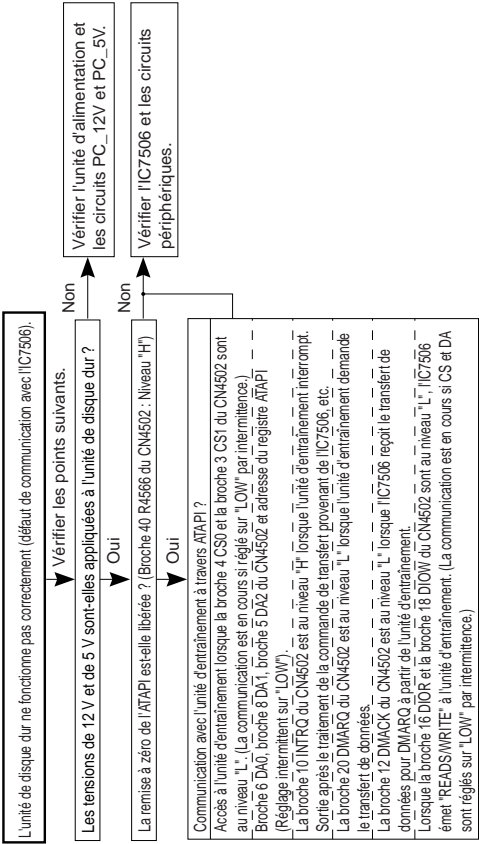 L'unité de disque dur ne fonctionne pas correctement (défaut de communication avec l'IC7506).
Vérifier les points suivants.
Les tensions de 12 V et de 5 V sont-elles appliquées à l'unité de disque dur ?
Non
Vérifier l'unité d'alimentation et
les circuits PC_12V et PC_5V.
Oui
La remise à zéro de l'ATAPI est-elle libérée ? (Broche 40 R4566 du CN4502 : Niveau "H")
Non
Vérifier l'IC7506 et les circuits
périphériques.
Oui
Communication avec l'unité d'entraînement à travers ATAPI ?
Accès à l'unité d'entraînement lorsque la broche 4 CS0 et la broche 3 CS1 du CN4502 sont
au niveau "L". (La communication est en cours si réglé sur "LOW" par intermittence.)
Broche 6 DA0, broche 8 DA1, broche 5 DA2 du CN4502 et adresse du registre ATAPI
(Réglage intermittent sur "LOW").
La broche 10 INTRQ du CN4502 est au niveau "H" lorsque l'unité d'entraînement interrompt.
Sortie après le traitement de la commande de transfert provenant de l'IC7506, etc.
La broche 20 DMARQ du CN4502 est au niveau "L" lorsque l'unité d'entraînement demande
le transfert de données.
La broche 12 DMACK du CN4502 est au niveau "L" lorsque l'IC7506 reçoit le transfert de
données pour DMARQ à partir de l'unité d'entraînement.
Lorsque la broche 16 DIOR et la broche 18 DIOW du CN4502 sont au niveau "L", l'IC7506
émet "READS/WRITE" à l'unité d'entraînement. (La communication est en cours si CS et DA
sont réglés sur "LOW" par intermittence.)